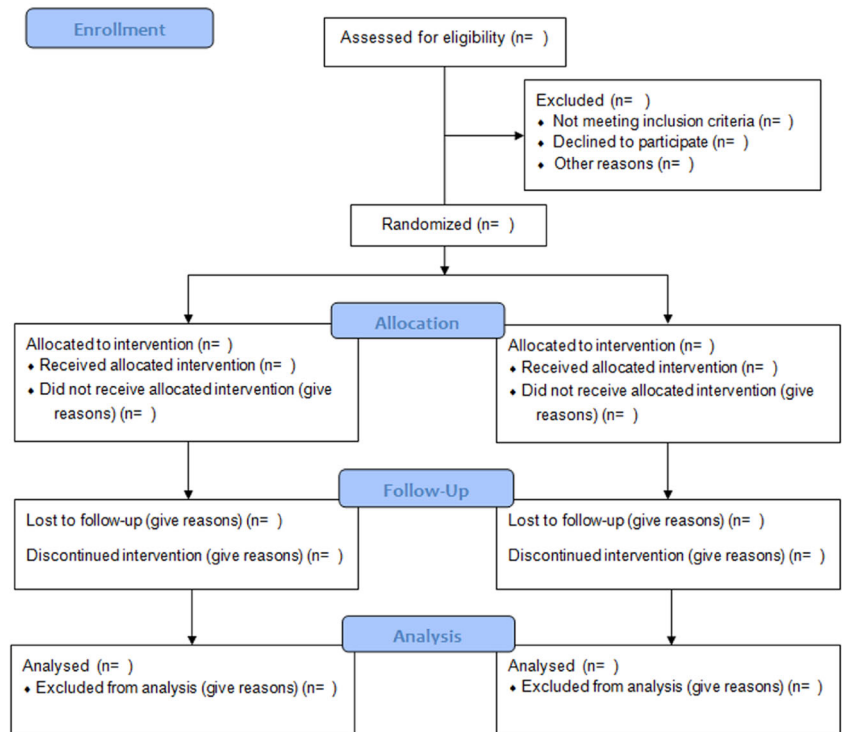 Enrollment
Assessed for eligibility (n=  )
Excluded (n=  )
♦ Not meeting inclusion criteria (n=  )
♦ Declined to participate (n=  )
♦ Other reasons (n=  )
Randomized (n=  )
Allocation
Allocated to intervention (n=  )
♦ Received allocated intervention (n=  )
♦ Did not receive allocated intervention (give
reasons) (n=  )
Allocated to intervention (n=  )
♦ Received allocated intervention (n=  )
♦ Did not receive allocated intervention (give
reasons) (n=  )
Follow-Up
Lost to follow-up (give reasons) (n=  )
Discontinued intervention (give reasons) (n=  )
Lost to follow-up (give reasons) (n=  )
Discontinued intervention (give reasons) (n=  )
Analysis
Analysed (n=  )
♦ Excluded from analysis (give reasons) (n=  )
Analysed (n=  )
♦ Excluded from analysis (give reasons) (n=  )